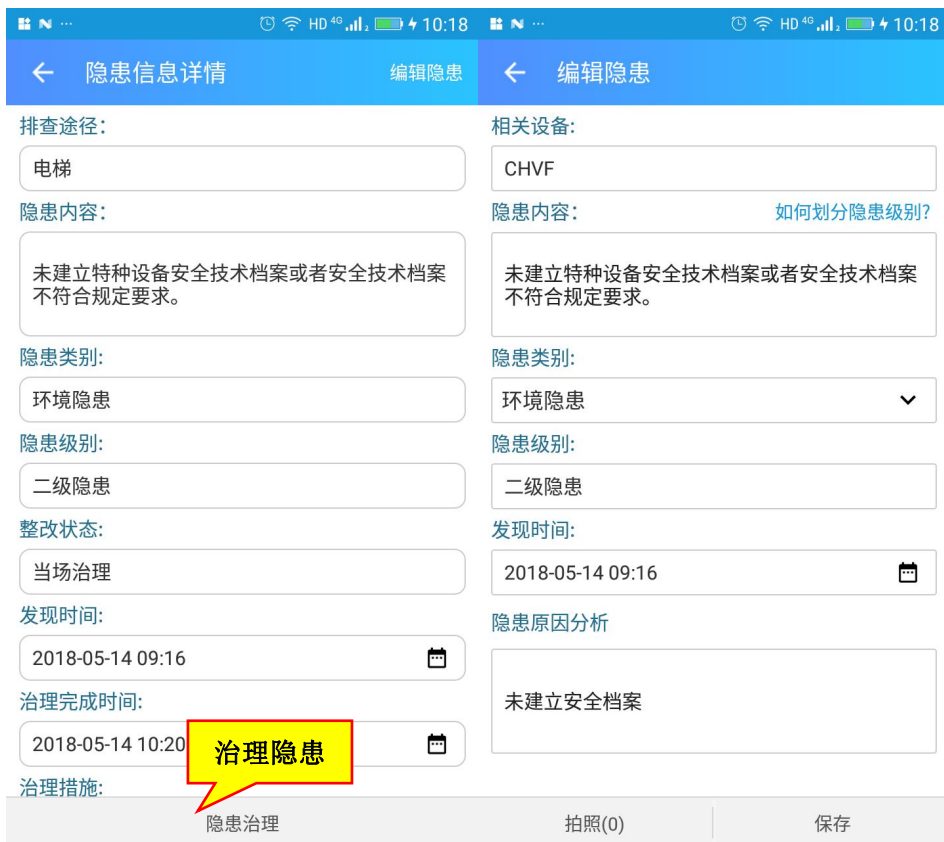 HD 4G 2 10:18
隐患信息详情 编辑隐患
排查途径:
电梯
隐患内容:
未建立特种设备安全技术档案或者安全技术档案
不符合规定要求。
隐患类别:
环境隐患
隐患级别:
二级隐患
整改状态:
当场治理
发现时间:
2018-05-14 09:16
治理完成时间:
2018-05-14 10:20
治理隐患
治理措施:
隐患治理
HD 4G 2 10:18
编辑隐患
相关设备:
CHVF
隐患内容: 如何划分隐患级别?
未建立特种设备安全技术档案或者安全技术档案
不符合规定要求。
隐患类别:
环境隐患
隐患级别:
二级隐患
发现时间:
2018-05-14 09:16
隐患原因分析
未建立安全档案
拍照(0) 保存